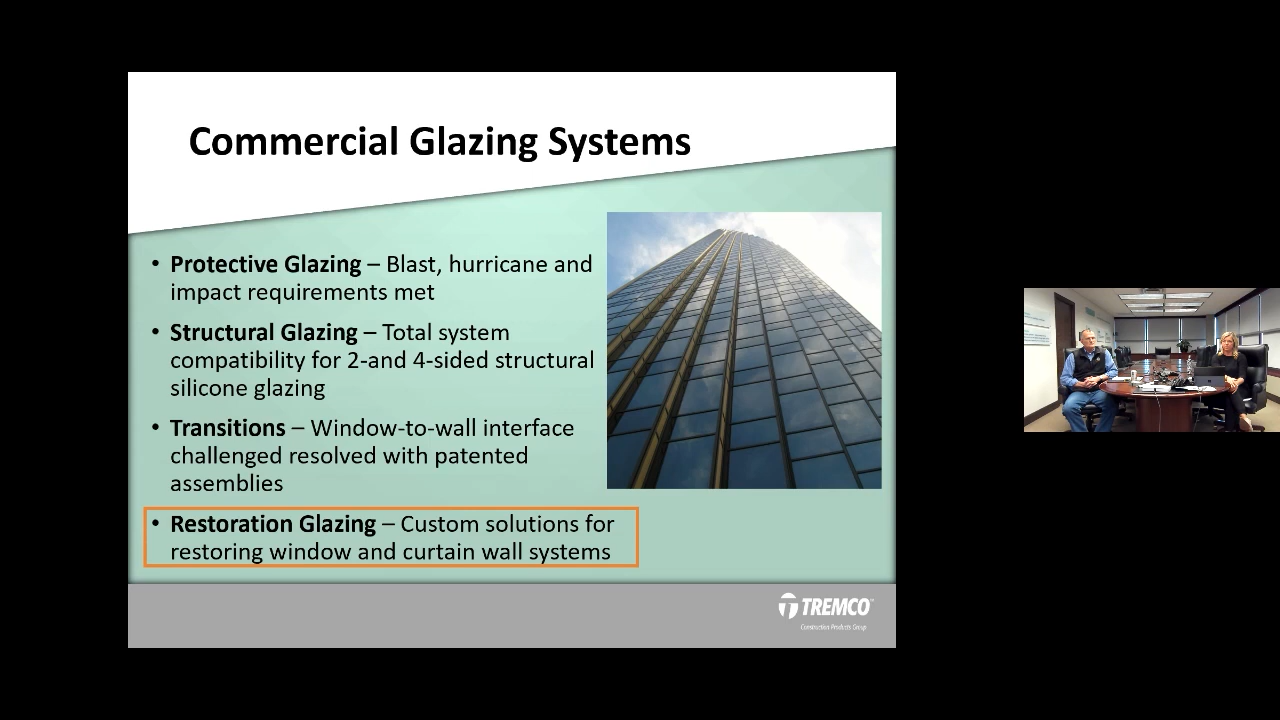 Commercial Glazing Systems
• Protective Glazing – Blast, hurricane and
impact requirements met
• Structural Glazing – Total system
compatibility for 2-and 4-sided structural
silicone glazing
• Transitions – Window-to-wall interface
challenged resolved with patented
assemblies
• Restoration Glazing – Custom solutions for
restoring window and curtain wall systems
TREMCO™
Construction Products Group